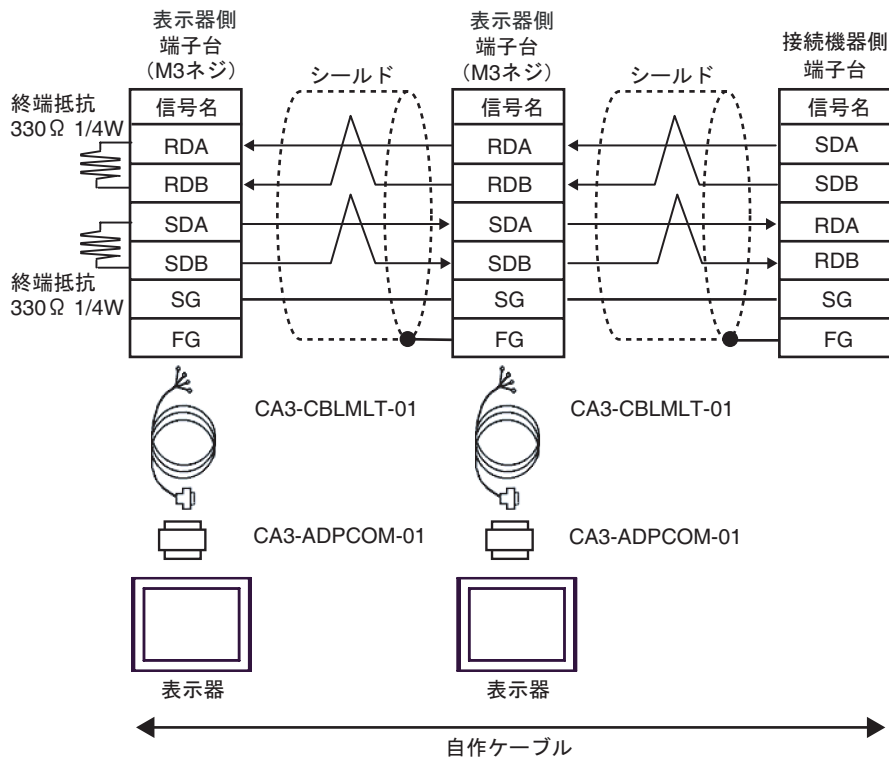 表示器側
端子台
（M3ネジ）
表示器側
端子台
（M3ネジ）
接続機器側
端子台
シールド
シールド
終端抵抗
330Ω 1/4W
信号名
信号名
信号名
RDA
RDA
SDA
RDB
RDB
SDB
SDA
SDA
RDA
SDB
SDB
RDB
終端抵抗
330Ω 1/4W
SG
SG
SG
FG
FG
FG
CA3-CBLMLT-01
CA3-CBLMLT-01
CA3-ADPCOM-01
CA3-ADPCOM-01
表示器
表示器
自作ケーブル